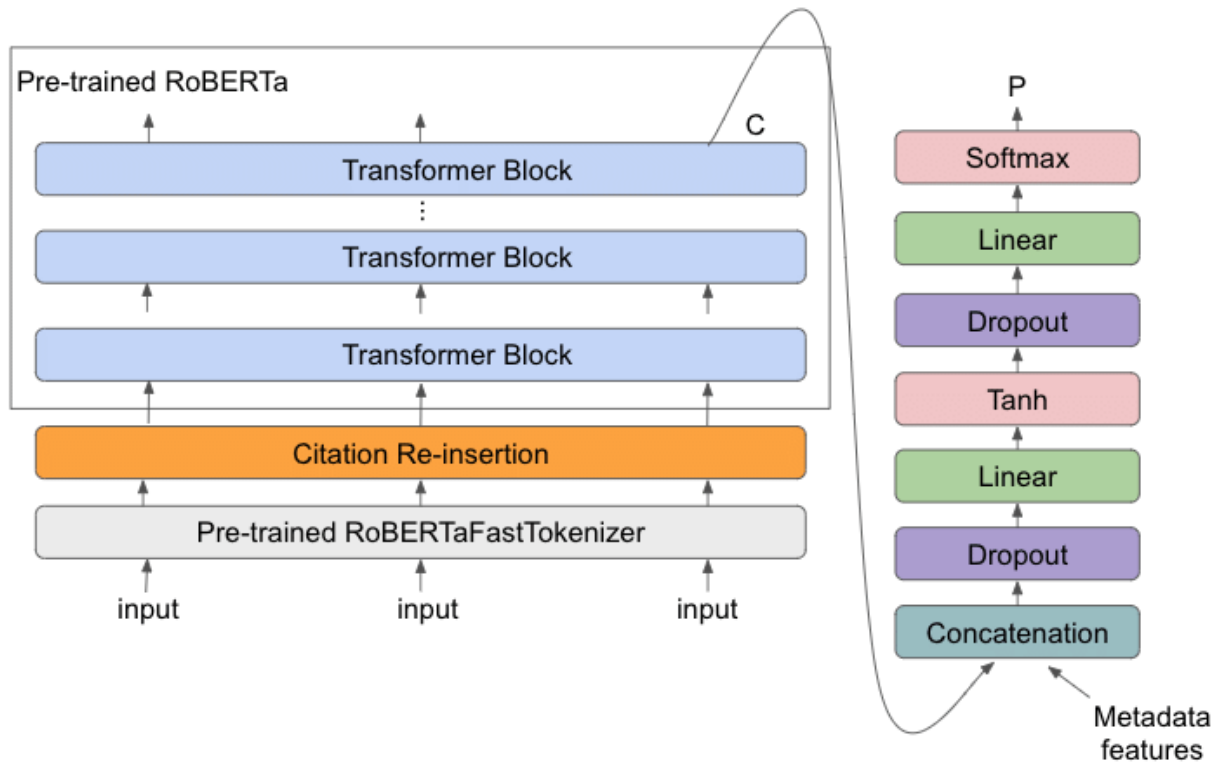 Pre-trained RoBERTa
C
Transformer Block
⋮
Transformer Block
Transformer Block
Citation Re-insertion
Pre-trained RoBERTaFastTokenizer
input input input
P
Softmax
Linear
Dropout
Tanh
Linear
Dropout
Concatenation
Metadata
features